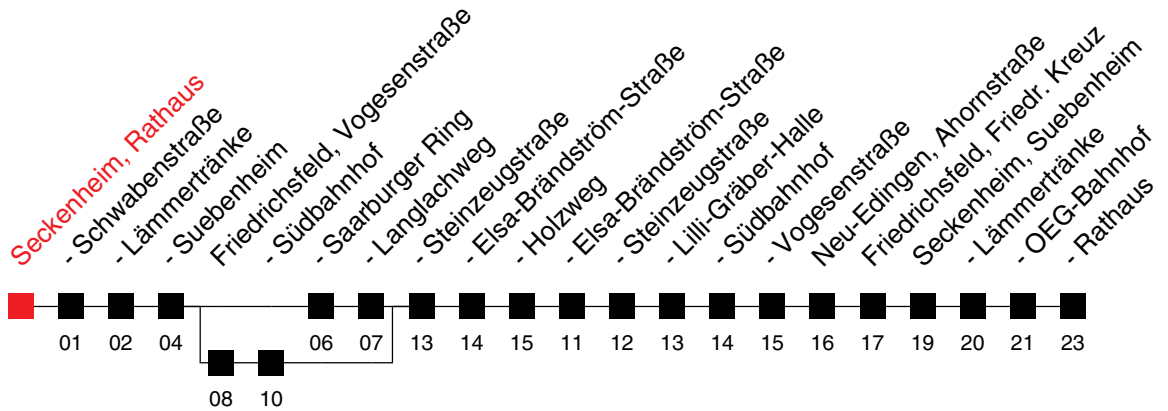 Seckenheim, Rathaus
- Schwabenstraße
- Lämmertränke
- Suebenheim
Friedrichsfeld, Vogesenstraße
- Südbahnhof
- Saarburger Ring
- Langlachweg
- Steinzeugstraße
- Elsa-Brändström-Straße
- Holzweg
- Elsa-Brändström-Straße
- Steinzeugstraße
- Lilli-Gräber-Halle
- Südbahnhof
- Vogesenstraße
Neu-Edingen, Ahornstraße
Friedrichsfeld, Friedr. Kreuz
Seckenheim, Suebenheim
- Lämmertränke
- OEG-Bahnhof
- Rathaus
01 02 04 06 07 13 14 15 11 12 13 14 15 16 17 19 20 21 23
08 10